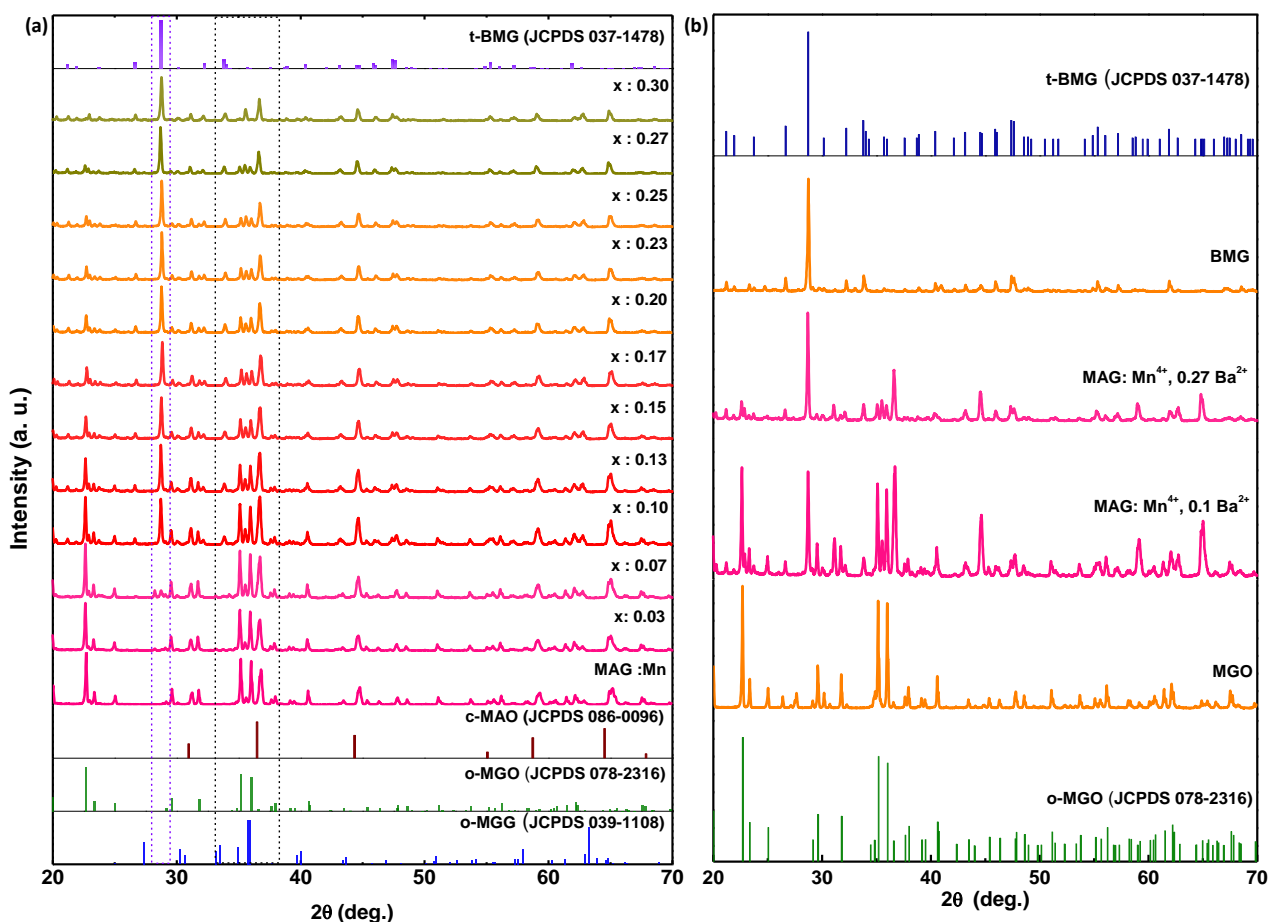 (a)
t-BMG (JCPDS 037-1478)
x : 0.30
x : 0.27
x : 0.25
x : 0.23
x : 0.20
x : 0.17
x : 0.15
x : 0.13
x : 0.10
x : 0.07
x: 0.03
MAG :Mn
c-MAO (JCPDS 086-0096)
o-MGO (JCPDS 078-2316)
o-MGG (JCPDS 039-1108)
20 30 40 50 60 70
2θ (deg.)
Intensity (a. u.)
(b)
t-BMG (JCPDS 037-1478)
BMG
MAG: Mn⁴⁺, 0.27 Ba²⁺
MAG: Mn⁴⁺, 0.1 Ba²⁺
MGO
o-MGO (JCPDS 078-2316)
20 30 40 50 60 70
2θ (deg.)